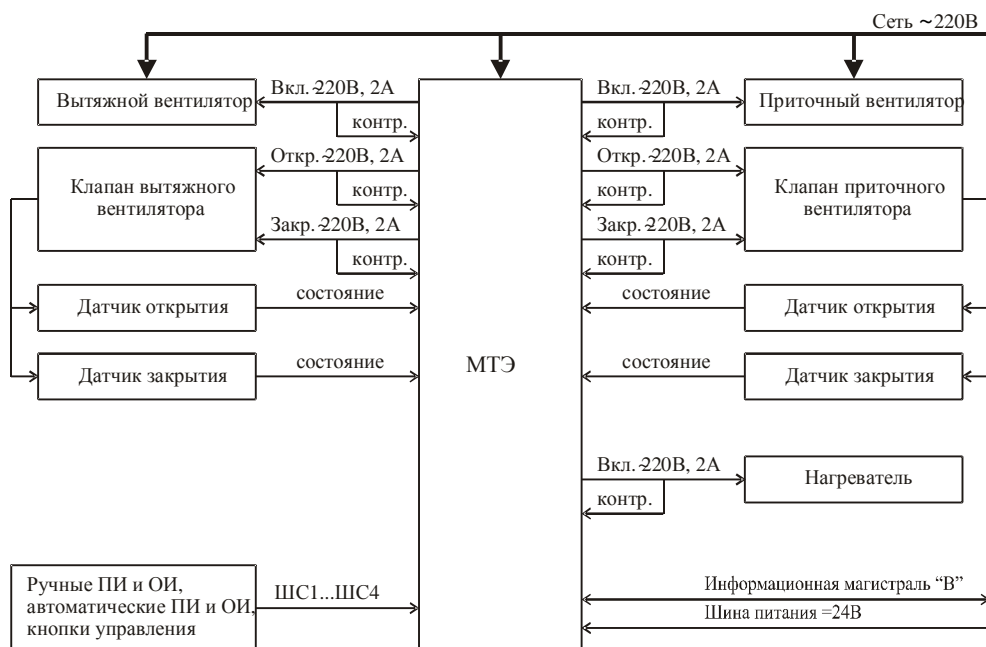 Сеть ~220В
Вкл.~220В, 2А
Вкл.~220В, 2А
Вытяжной вентилятор
Приточный вентилятор
контр.
контр.
Откр.~220В, 2А
Откр.~220В, 2А
Клапан вытяжного
вентилятора
Клапан приточного
вентилятора
контр.
контр.
Закр.~220В, 2А
Закр.~220В, 2А
контр.
контр.
Датчик открытия
состояние
состояние
Датчик открытия
Датчик закрытия
состояние
МТЭ
состояние
Датчик закрытия
Вкл.~220В, 2А
Нагреватель
контр.
Ручные ПИ и ОИ,
автоматические ПИ и ОИ,
кнопки управления
ШС1...ШС4
Информационная магистраль “В”
Шина питания =24В